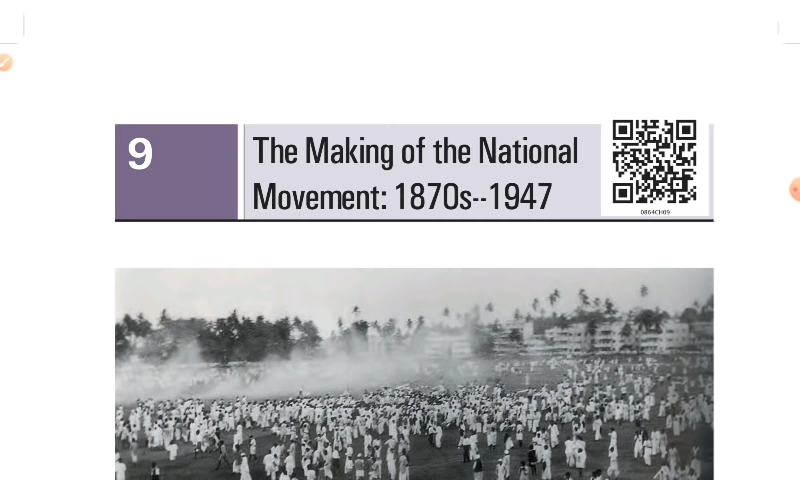 9
The Making of the National
Movement: 1870s--1947
0864CH09